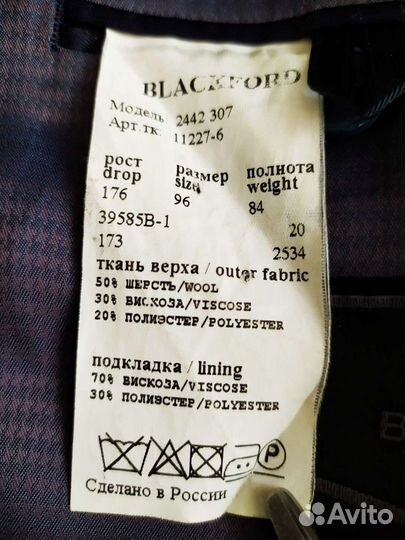 BLACKFORD
Модель: 2442 307
Арт.тк: 11227-6
рост размер полнота
drop size weight
176 96 84
39585B-1 20
173 2534
ткань верха / outer fabric
50% ШЕРСТЬ/WOOL
30% ВИСКОЗА/VISCOSE
20% ПОЛИЭСТЕР/POLYESTER
подкладка / lining
70% ВИСКОЗА/VISCOSE
30% ПОЛИЭСТЕР/POLYESTER
P
Сделано в России
Avito